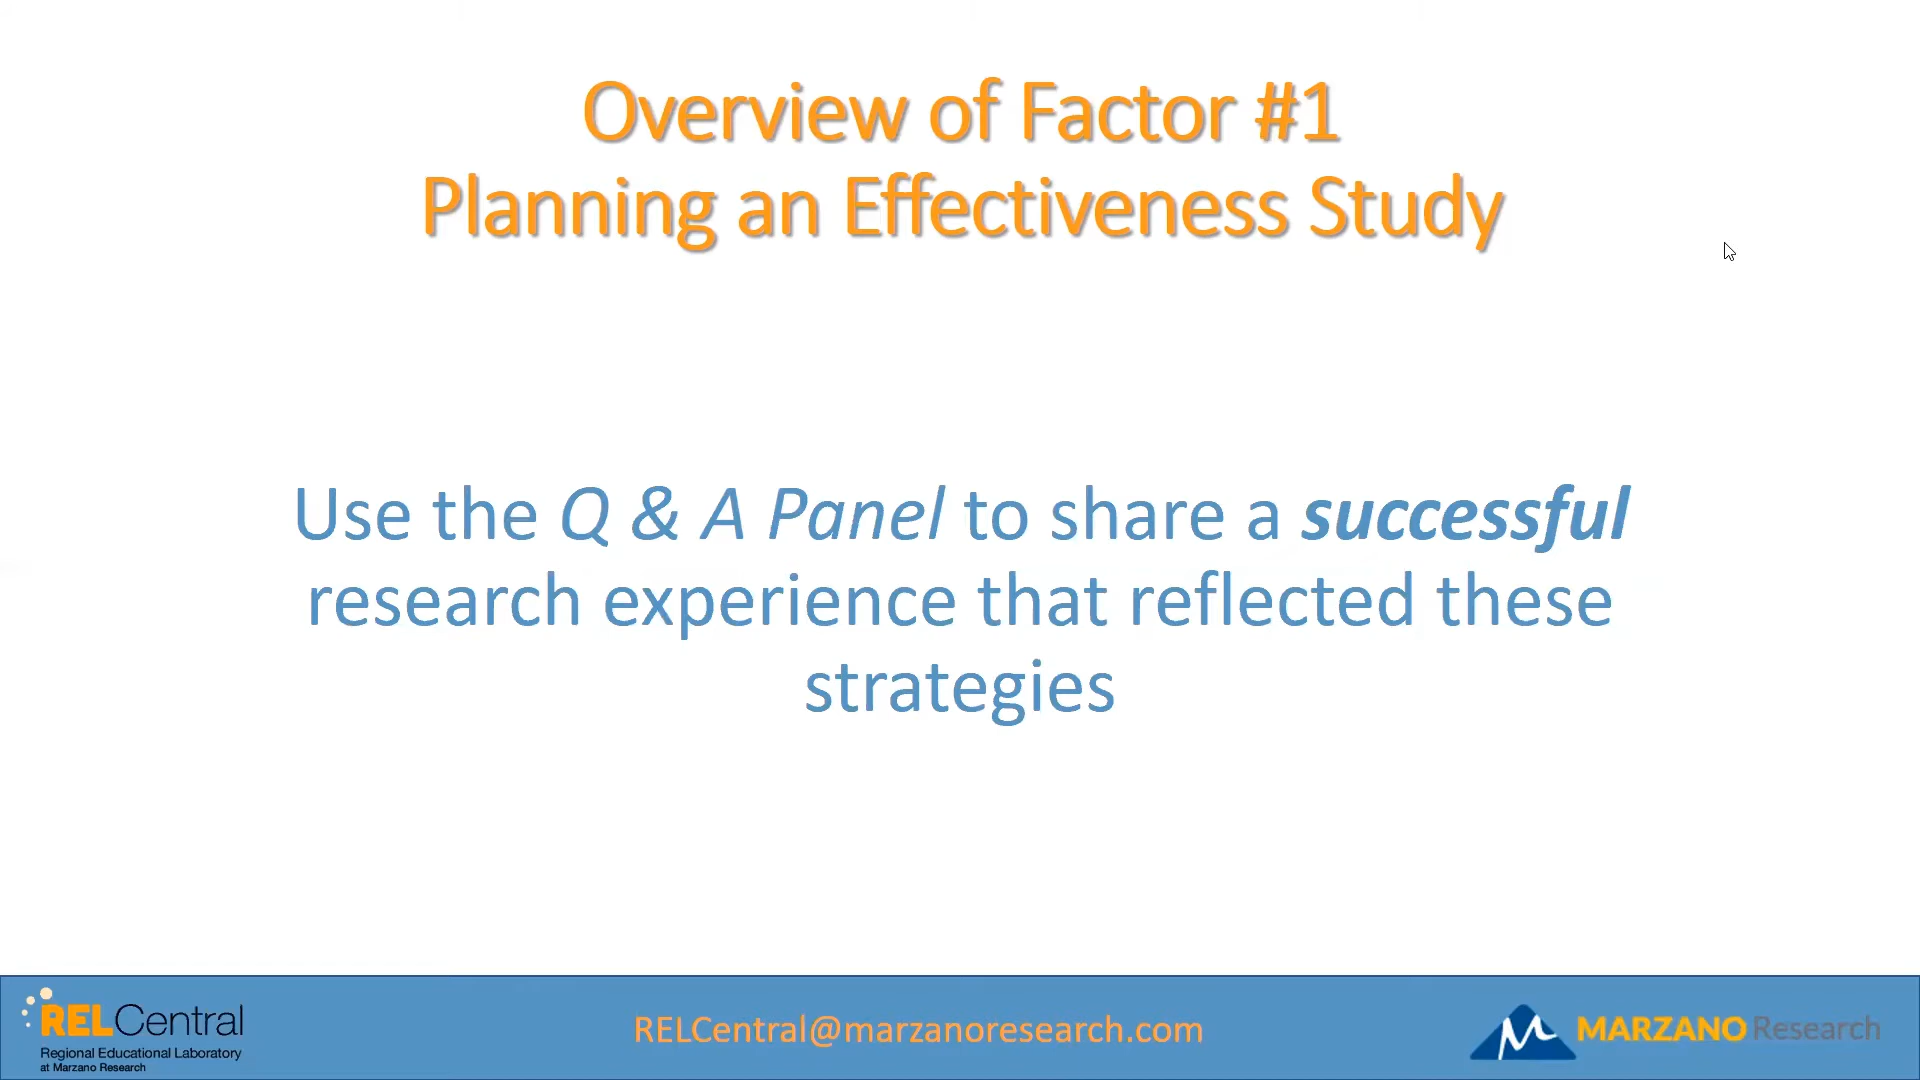 Overview of Factor #1
Planning an Effectiveness Study
Use the Q & A Panel to share a successful
research experience that reflected these
strategies
RELCentral
Regional Educational Laboratory
at Marzano Research
RELCentral@marzanoresearch.com
MARZANO Research